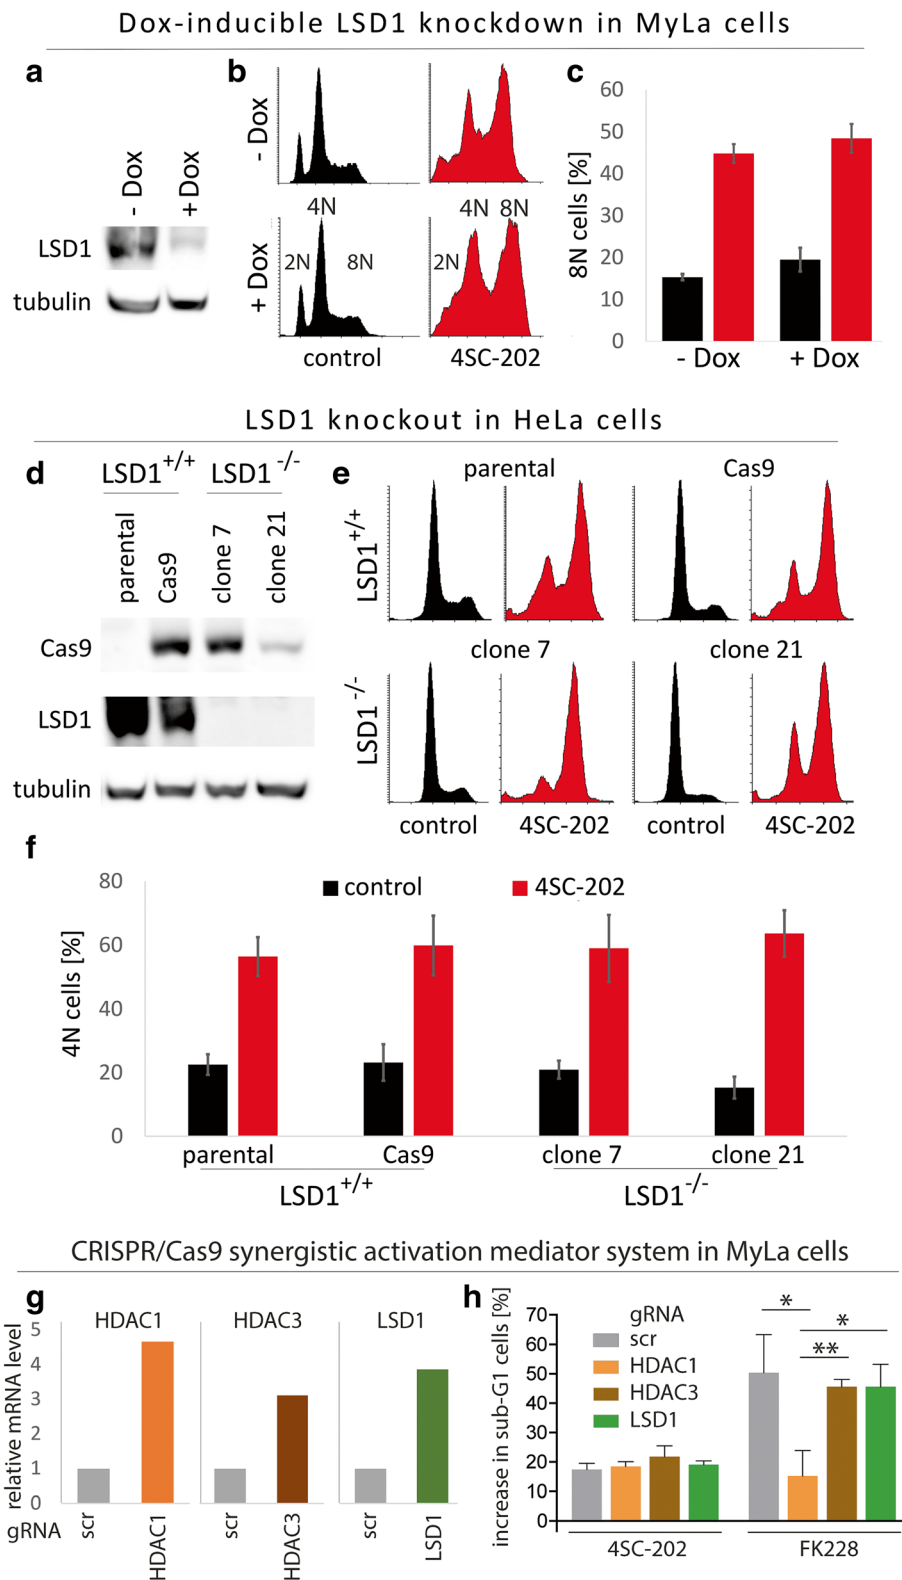 Dox-inducible LSD1 knockdown in MyLa cells
a
- Dox
+ Dox
LSD1
tubulin
b
- Dox
+ Dox
4N
2N
8N
4N 8N
2N
control
4SC-202
c
8N cells [%]
60
50
40
30
20
10
0
- Dox
+ Dox
LSD1 knockout in HeLa cells
d
LSD1+/+
LSD1-/-
parental
Cas9
clone 7
clone 21
Cas9
LSD1
tubulin
e
parental
Cas9
LSD1+/+
clone 7
clone 21
LSD1-/-
control
4SC-202
control
4SC-202
f
4N cells [%]
80
60
40
20
0
control
4SC-202
parental
Cas9
clone 7
clone 21
LSD1+/+
LSD1-/-
CRISPR/Cas9 synergistic activation mediator system in MyLa cells
g
relative mRNA level
5
4
3
2
1
0
HDAC1
HDAC3
LSD1
gRNA
scr
HDAC1
scr
HDAC3
scr
LSD1
h
increase in sub-G1 cells [%]
70
60
50
40
30
20
10
0
gRNA
scr
HDAC1
HDAC3
LSD1
*
*
**
4SC-202
FK228